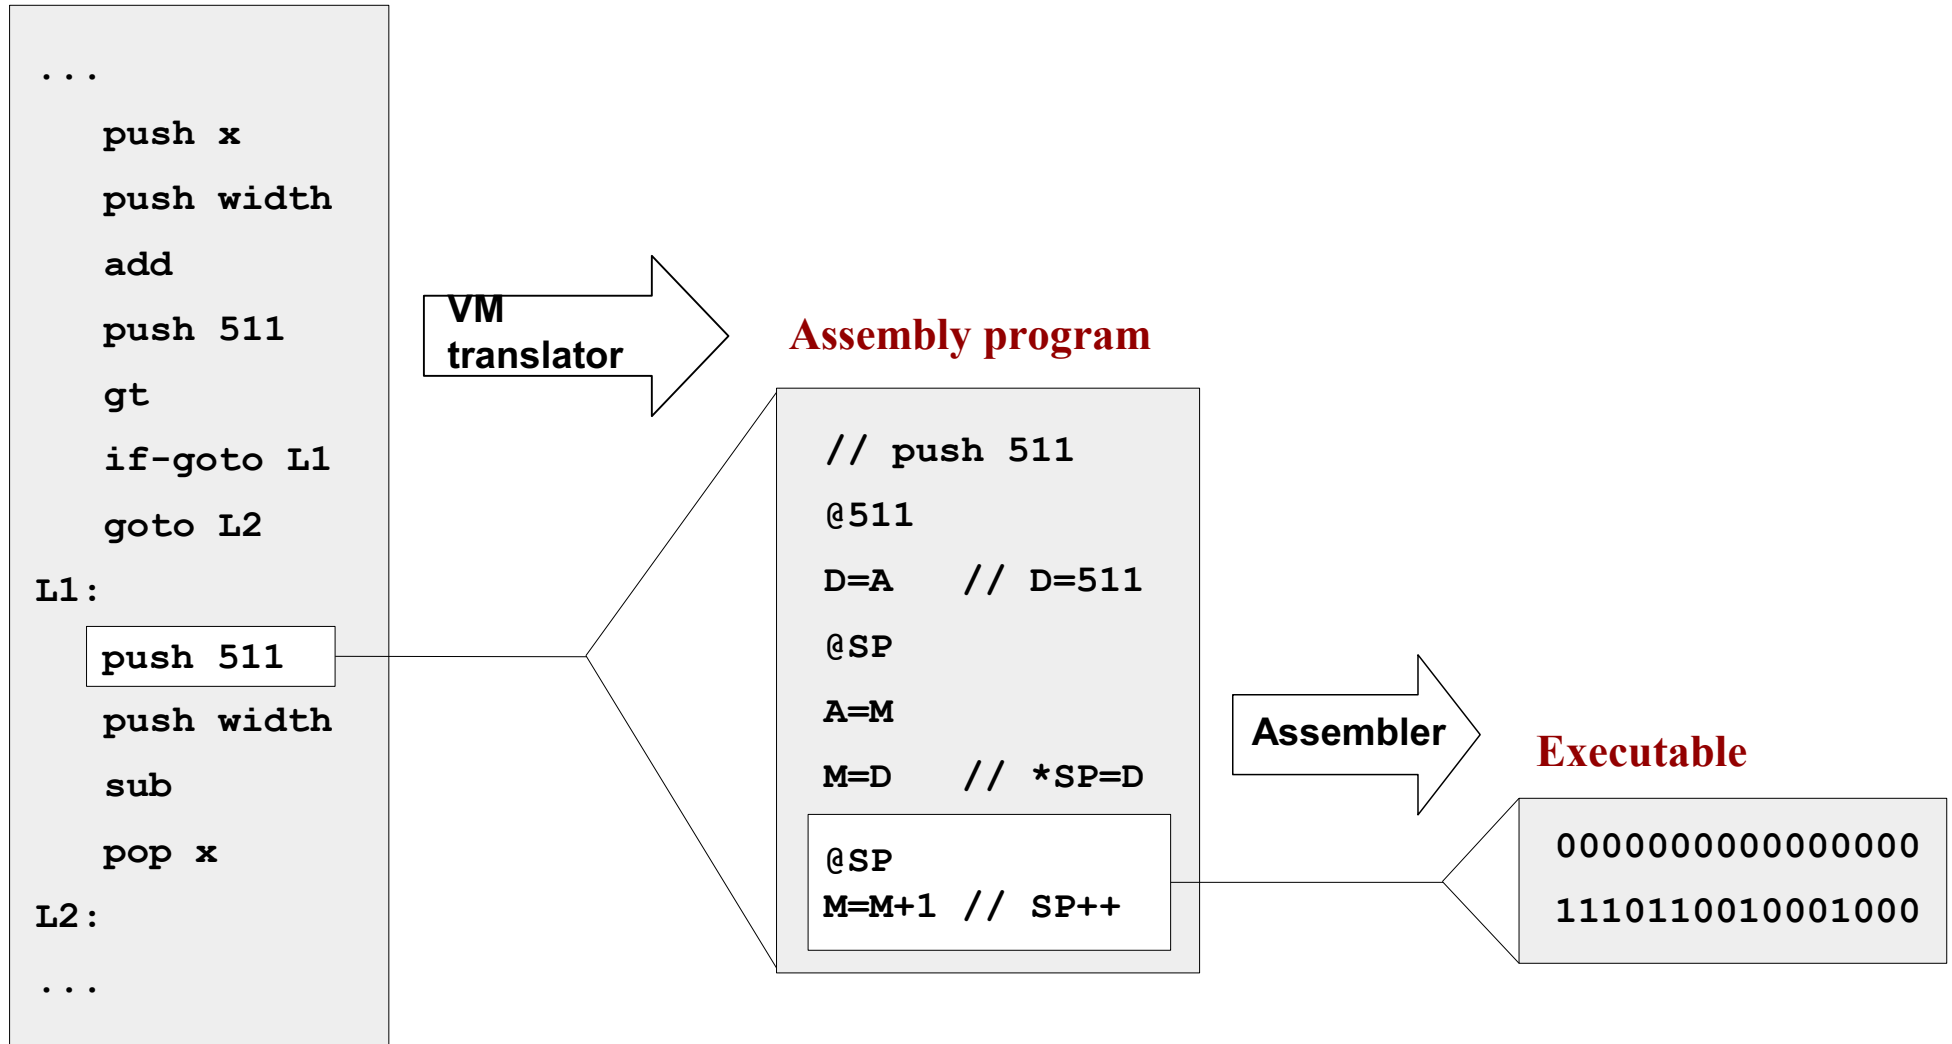 ...
push x
push width
add
push 511
gt
if-goto L1
goto L2
L1:
push 511
push width
sub
pop x
L2:
...
VM
translator
Assembly program
// push 511
@511
D=A // D=511
@SP
A=M
M=D // *SP=D
@SP
M=M+1 // SP++
Assembler
Executable
0000000000000000
1110110010001000